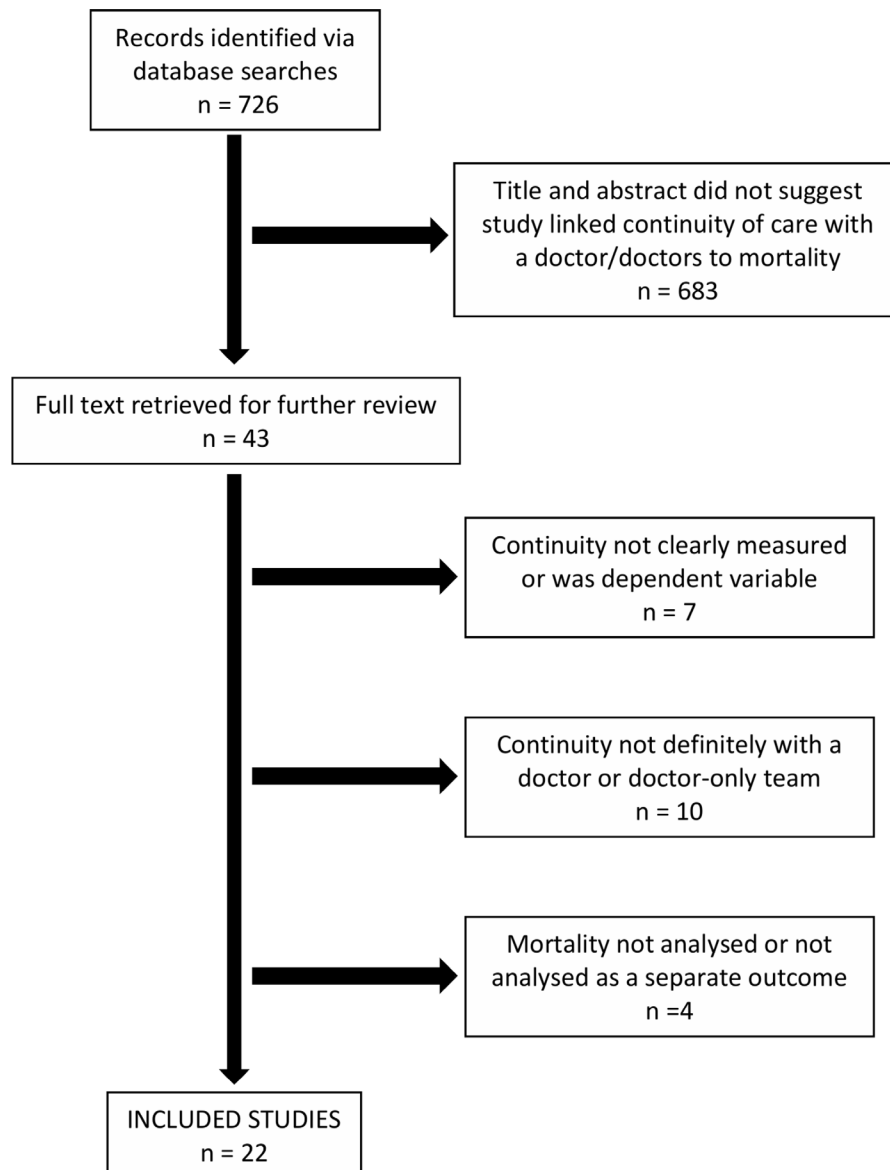 Records identified via
database searches
n = 726
Title and abstract did not suggest
study linked continuity of care with
a doctor/doctors to mortality
n = 683
Full text retrieved for further review
n = 43
Continuity not clearly measured
or was dependent variable
n = 7
Continuity not definitely with a
doctor or doctor-only team
n = 10
Mortality not analysed or not
analysed as a separate outcome
n =4
INCLUDED STUDIES
n = 22